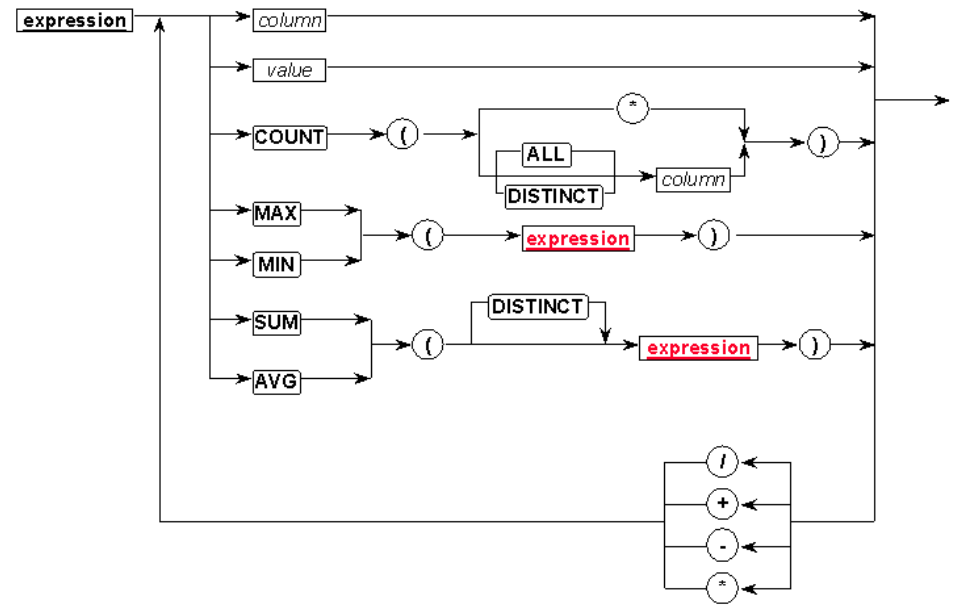 expression
column
value
COUNT ( * )
ALL
column
DISTINCT
MAX
( expression )
MIN
DISTINCT
SUM
( expression )
AVG
/
+
-
*